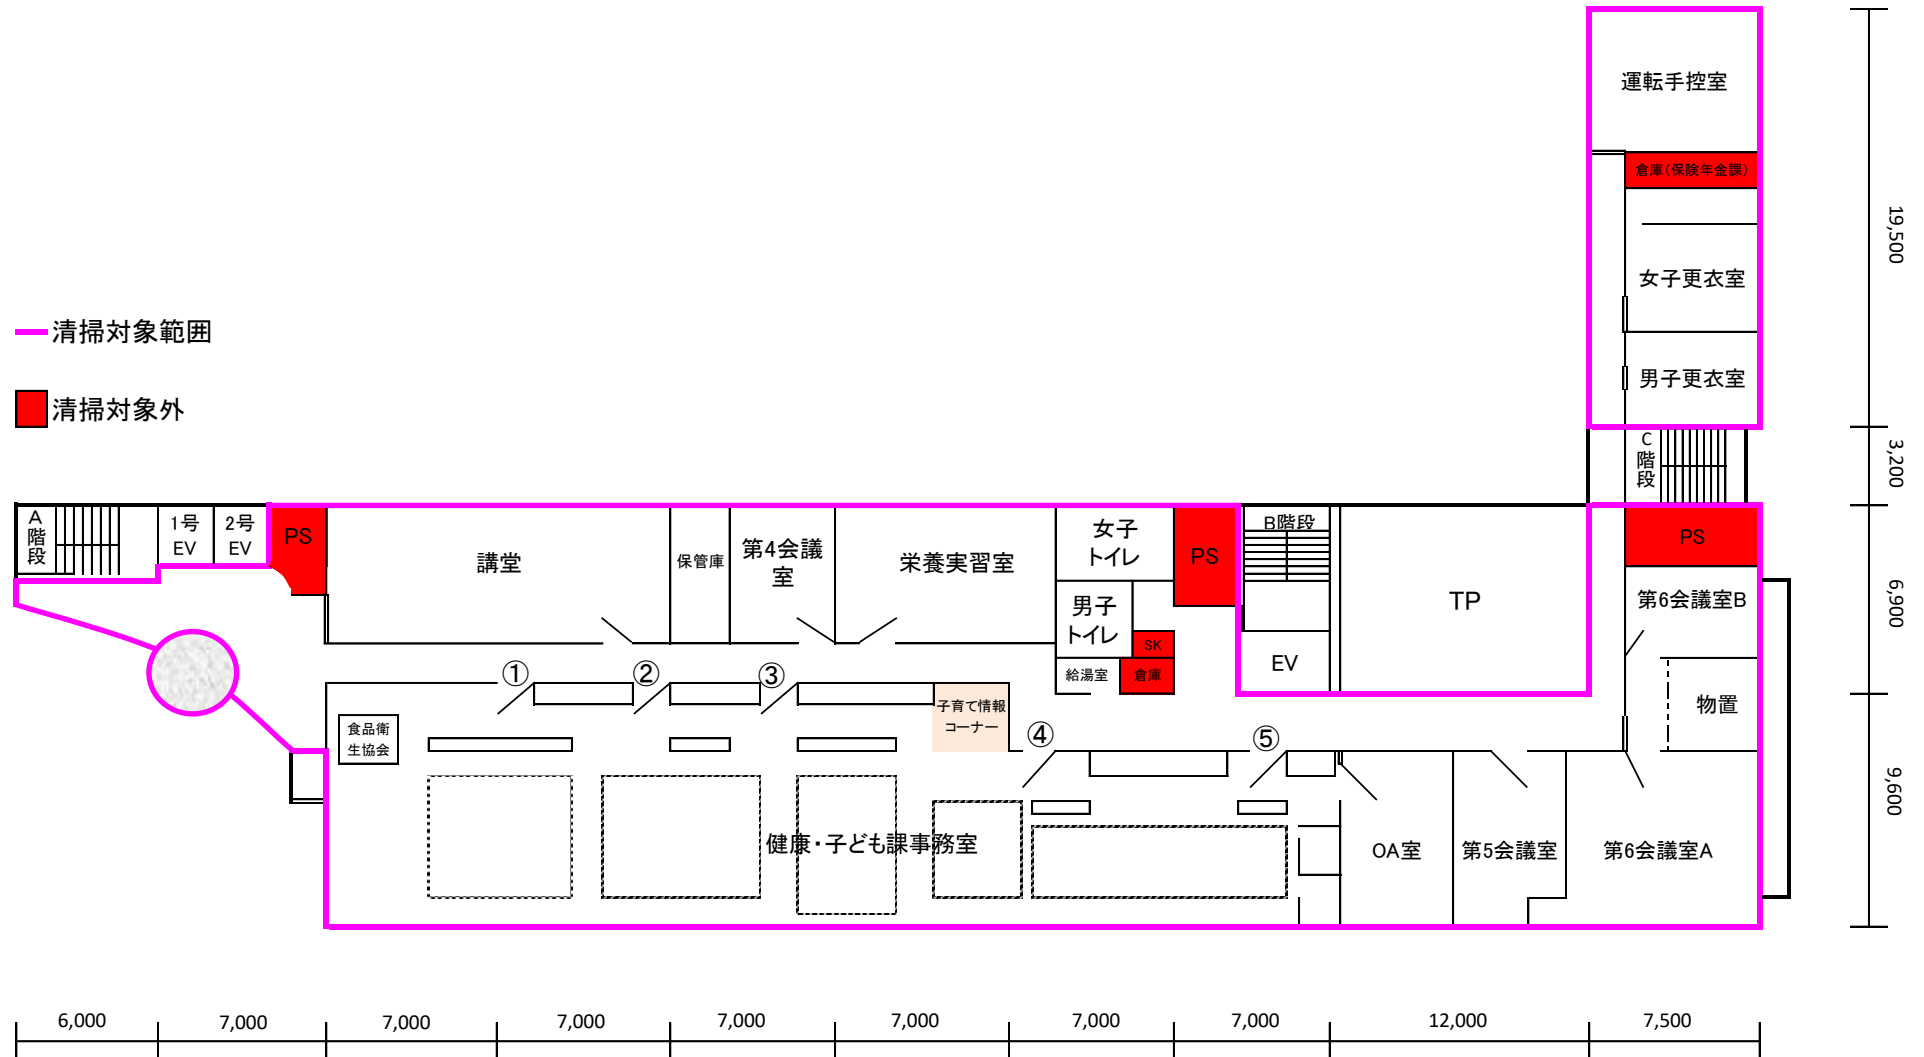 運転手控室
倉庫(保険年金課)
19,500
女子更衣室
清掃対象範囲
男子更衣室
清掃対象外
C
階
段
3,200
A
階
段
1号
EV
2号
EV
PS
講堂
保管庫
第4会議
室
栄養実習室
女子
トイレ
PS
B階段
TP
PS
6,900
男子
トイレ
第6会議室B
SK
EV
給湯室
倉庫
①
②
③
物置
子育て情報
コーナー
食品衛
生協会
④
⑤
9,600
健康・子ども課事務室
OA室
第5会議室
第6会議室A
6,000
7,000
7,000
7,000
7,000
7,000
7,000
7,000
12,000
7,500